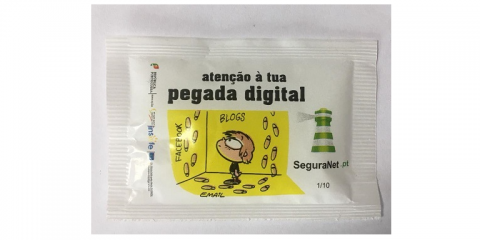 atenção à tua
pegada digital
BLOGS
FACEBOOK
EMAIL
SeguraNet.pt
1/10